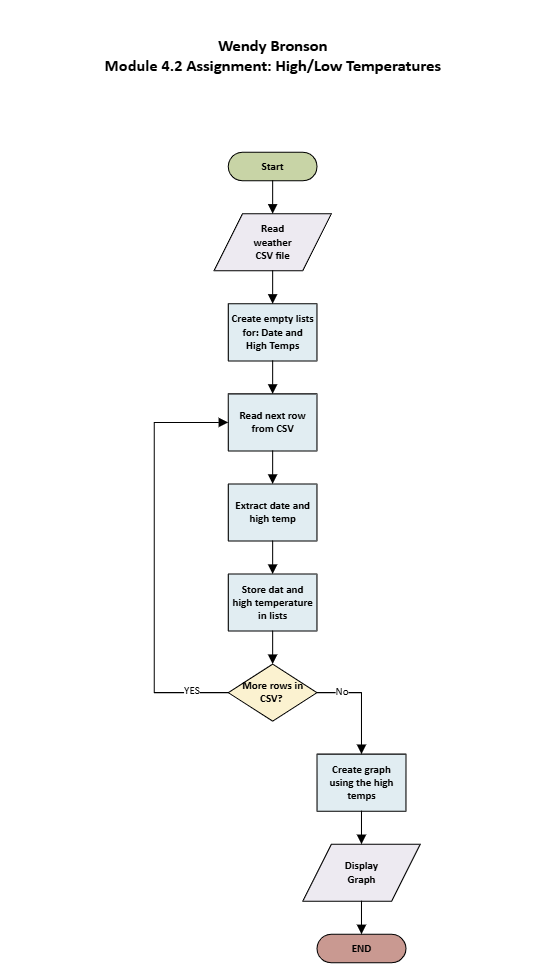 Wendy Bronson
Module 4.2 Assignment: High/Low Temperatures
Start
Read
weather
CSV file
Create empty lists
for: Date and
High Temps
Read next row
from CSV
Extract date and
high temp
Store dat and
high temperature
in lists
More rows in
CSV?
YES
No
Create graph
using the high
temps
Display
Graph
END